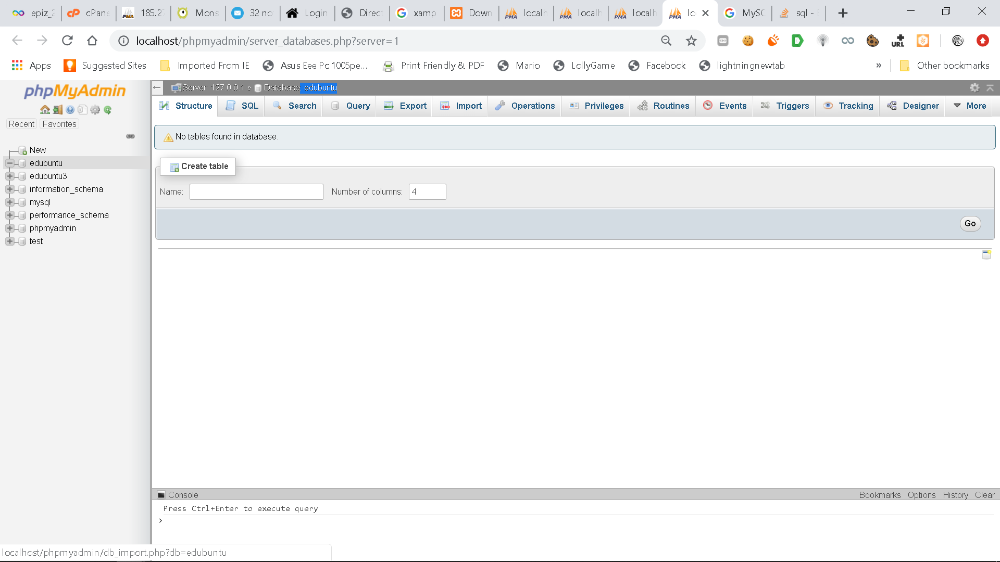 epiz_2 cPane 185.27 Mons 32 no Login Direct xamp Down localh localh localh lo MySQ sql -
localhost/phpmyadmin/server_databases.php?server=1
URL
Apps Suggested Sites Imported From IE Asus Eee Pc 1005pe... Print Friendly & PDF Mario LollyGame Facebook lightningnewtab » Other bookmarks
phpMyAdmin
Recent Favorites
New
edubuntu
edubuntu3
information_schema
mysql
performance_schema
phpmyadmin
test
Server: 127.0.0.1 » Database: edubuntu
Structure SQL Search Query Export Import Operations Privileges Routines Events Triggers Tracking Designer More
No tables found in database.
Create table
Name: Number of columns: 4
Go
Console Bookmarks Options History Clear
Press Ctrl+Enter to execute query
>
localhost/phpmyadmin/db_import.php?db=edubuntu